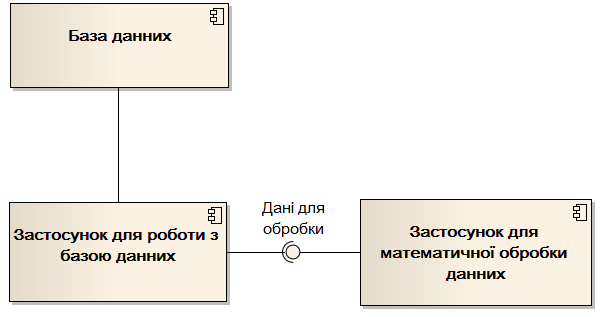 База данних
Застосунок для роботи з
базою данних
Дані для
обробки
Застосунок для
математичної обробки
данних